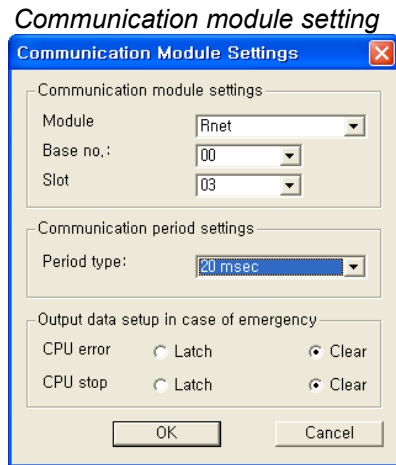 Communication module setting
Communication Module Settings
Communication module settings
Module Rnet
Base no,: 00
Slot 03
Communication period settings
Period type: 20 msec
Output data setup in case of emergency
CPU error Latch Clear
CPU stop Latch Clear
OK Cancel